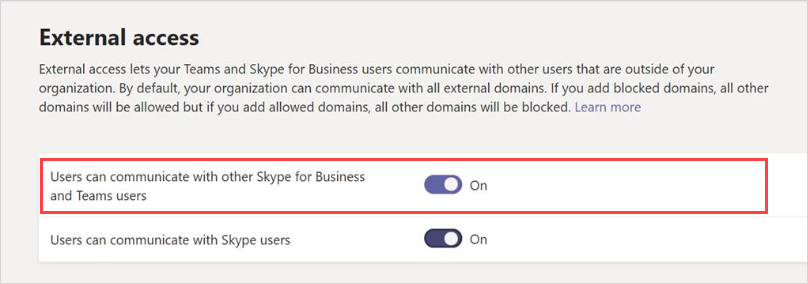 External access
External access lets your Teams and Skype for Business users communicate with other users that are outside of your
organization. By default, your organization can communicate with all external domains. If you add blocked domains, all other
domains will be allowed but if you add allowed domains, all other domains will be blocked. Learn more
Users can communicate with other Skype for Business
and Teams users
On
Users can communicate with Skype users
On